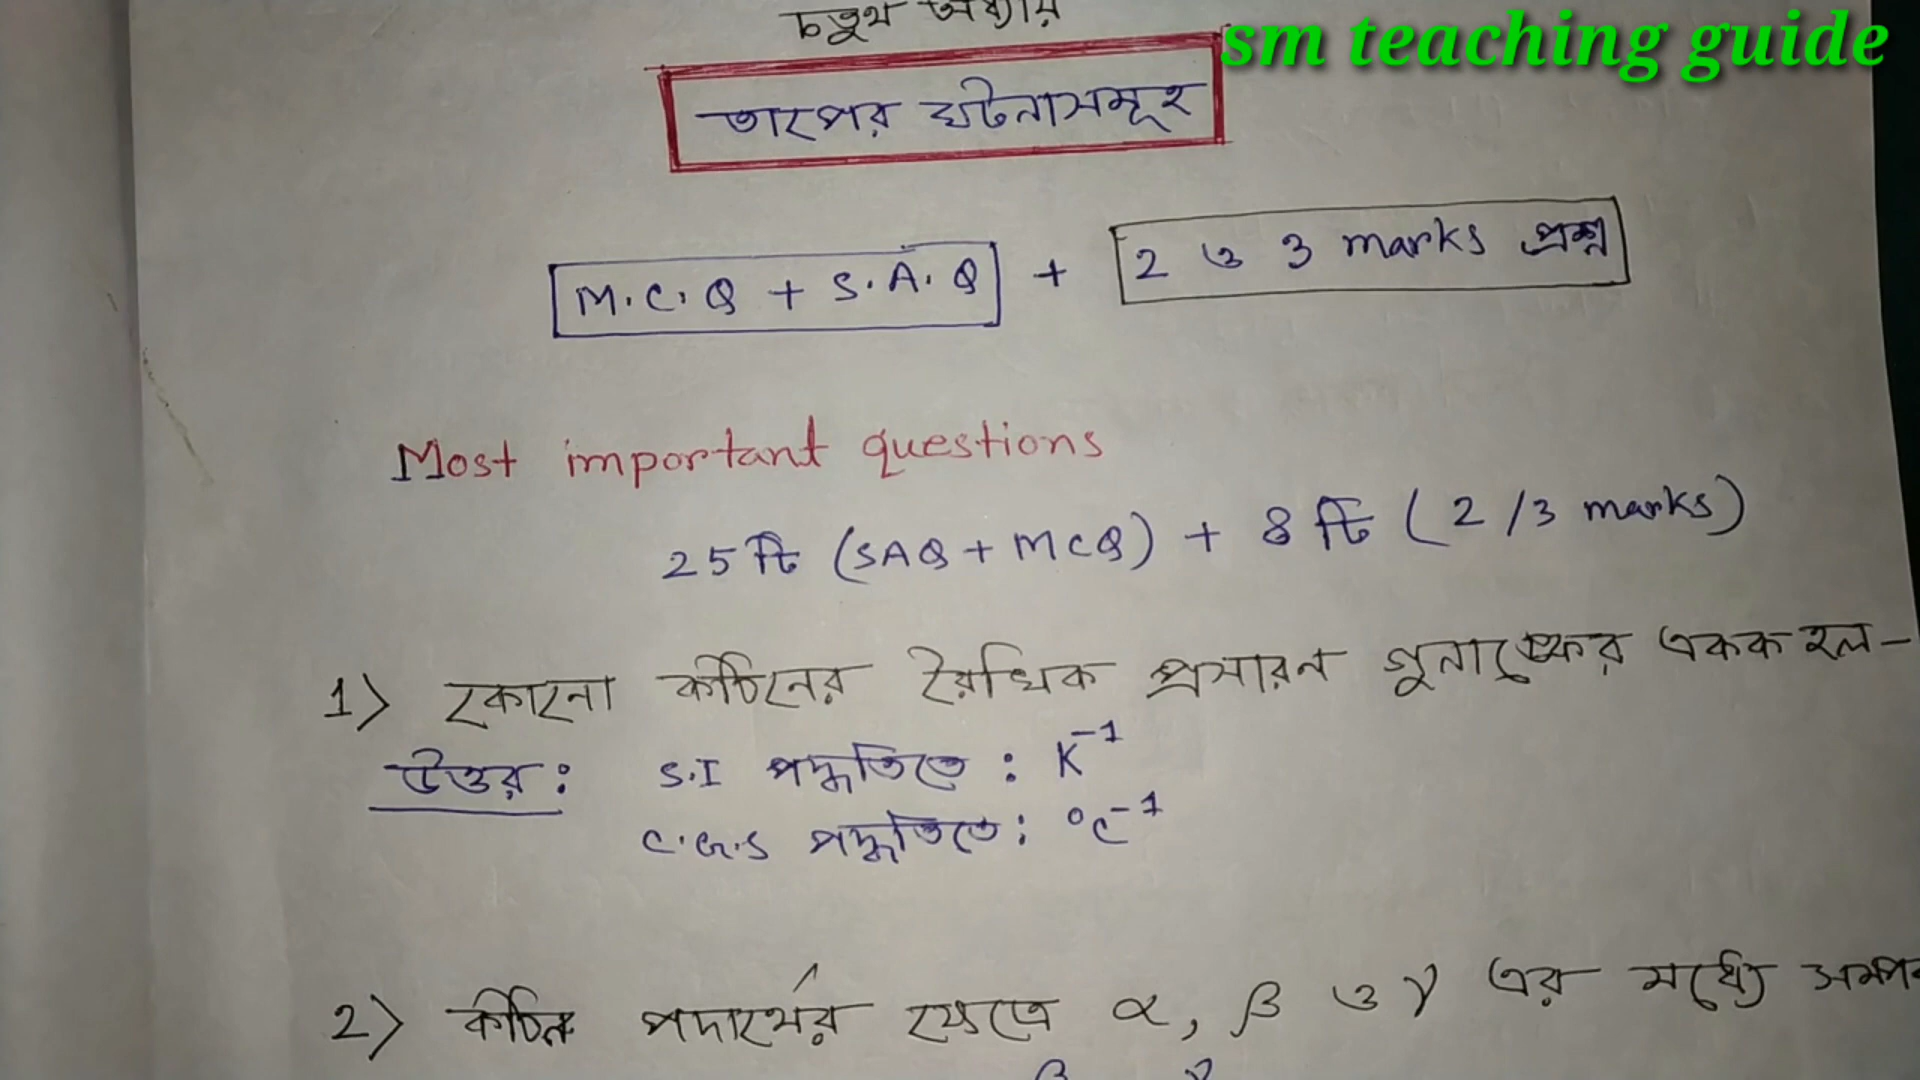 চতুর্থ অধ্যায়
sm teaching guide
তাপের ঘটনাসমূহ
M.C.Q + S.A.Q + 2 ও 3 marks প্রশ্ন
Most important questions
25 টি (SAQ + MCQ) + 8 টি (2/3 marks)
1) কোনো কঠিনের রৈখিক প্রসারন গুনাঙ্কের একক হল-
উত্তর: S.I পদ্ধতিতে: K⁻¹
C.G.S পদ্ধতিতে: °C⁻¹
2) কঠিন পদার্থের ক্ষেত্রে α, β ও γ এর মধ্যে